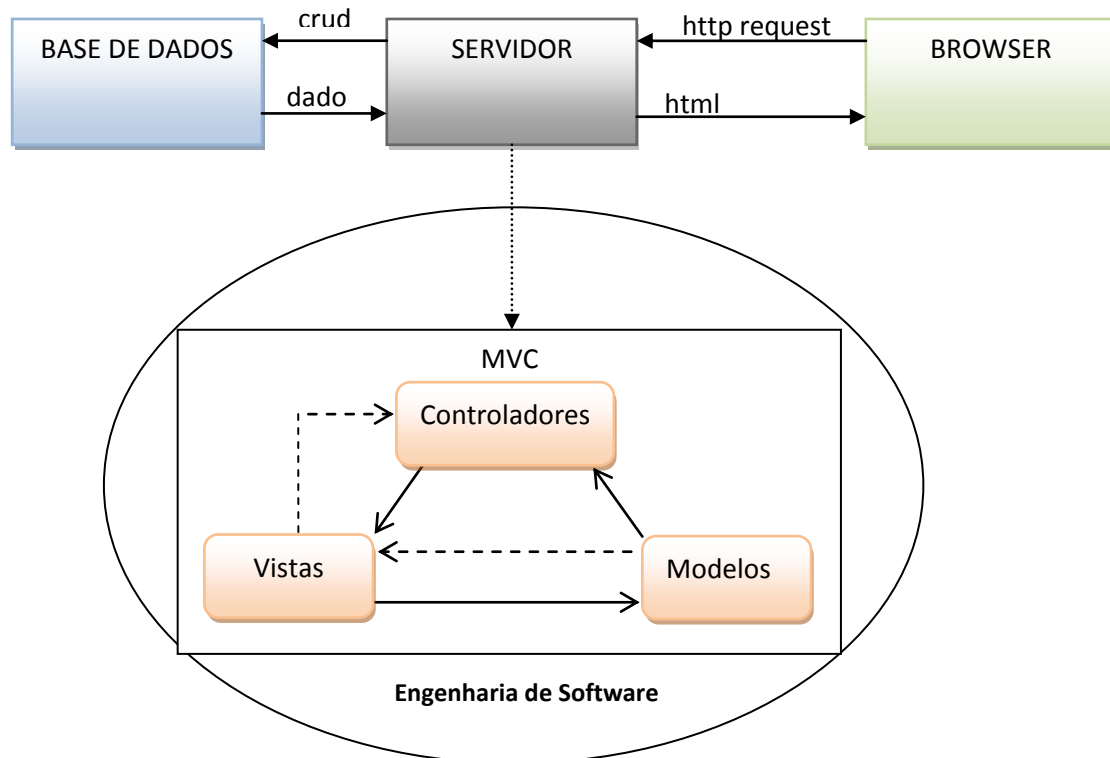 crud
http request
BASE DE DADOS
SERVIDOR
BROWSER
dado
html
MVC
Controladores
Vistas
Modelos
Engenharia de Software